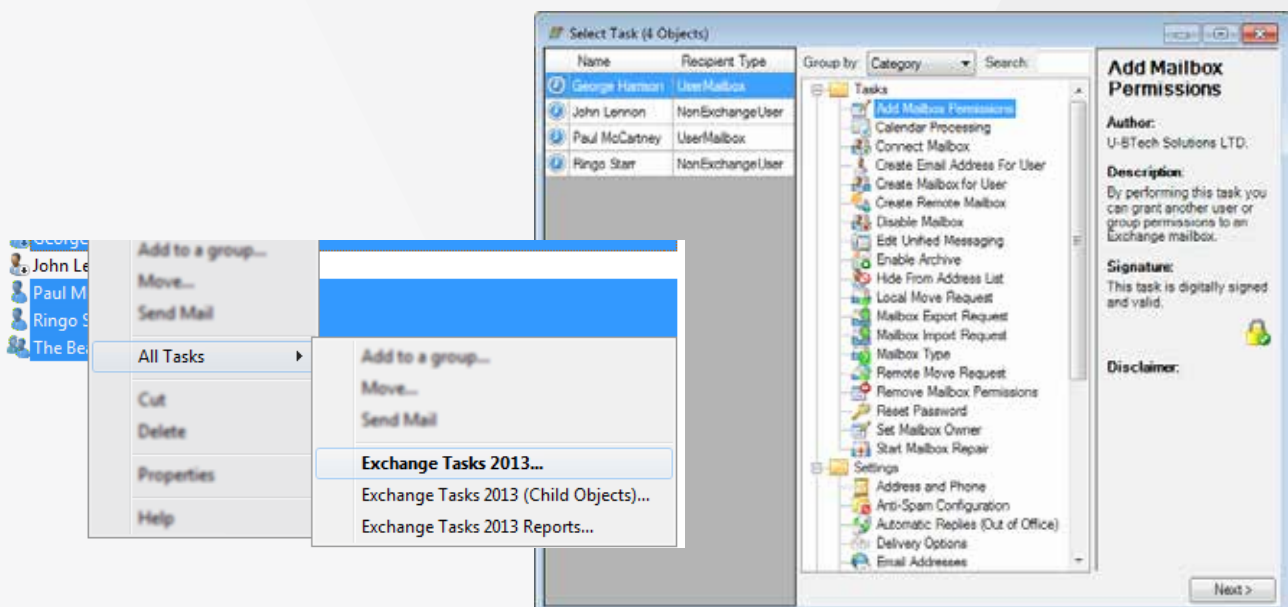 Select Task (4 Objects)
Name Recipient Type
George Harrison UserMailbox
John Lennon NonExchangeUser
Paul McCartney UserMailbox
Ringo Starr NonExchangeUser
Group by: Category Search:
Tasks
Add Mailbox Permissions
Calendar Processing
Connect Mailbox
Create Email Address For User
Create Mailbox for User
Create Remote Mailbox
Disable Mailbox
Edit Unified Messaging
Enable Archive
Hide From Address List
Local Move Request
Mailbox Export Request
Mailbox Import Request
Mailbox Type
Remote Move Request
Remove Mailbox Permissions
Reset Password
Set Mailbox Owner
Start Mailbox Repair
Settings
Address and Phone
Anti-Spam Configuration
Automatic Replies (Out of Office)
Delivery Options
Email Addresses
Add Mailbox
Permissions
Author:
U-BTech Solutions LTD.
Description:
By performing this task you
can grant another user or
group permissions to an
Exchange mailbox.
Signature:
This task is digitally signed
and valid.
Disclaimer:
Next >
George
John Le
Paul M
Ringo S
The Bea
Add to a group...
Move...
Send Mail
All Tasks
Cut
Delete
Properties
Help
Add to a group...
Move...
Send Mail
Exchange Tasks 2013...
Exchange Tasks 2013 (Child Objects)...
Exchange Tasks 2013 Reports...